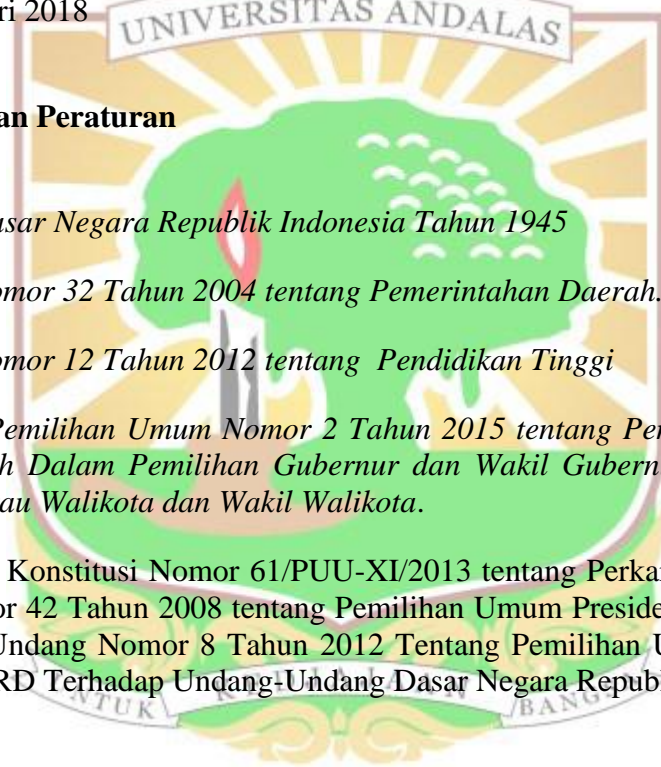 ri 2018
UNIVERSITAS ANDALAS
an Peraturan
asar Negara Republik Indonesia Tahun 1945
omor 32 Tahun 2004 tentang Pemerintahan Daerah.
omor 12 Tahun 2012 tentang Pendidikan Tinggi
Pemilihan Umum Nomor 2 Tahun 2015 tentang Per
h Dalam Pemilihan Gubernur dan Wakil Gubern
au Walikota dan Wakil Walikota.
Konstitusi Nomor 61/PUU-XI/2013 tentang Perka
or 42 Tahun 2008 tentang Pemilihan Umum Preside
Undang Nomor 8 Tahun 2012 Tentang Pemilihan U
RD Terhadap Undang-Undang Dasar Negara Republ
UNTUK KEDJAJAAN BANGSA